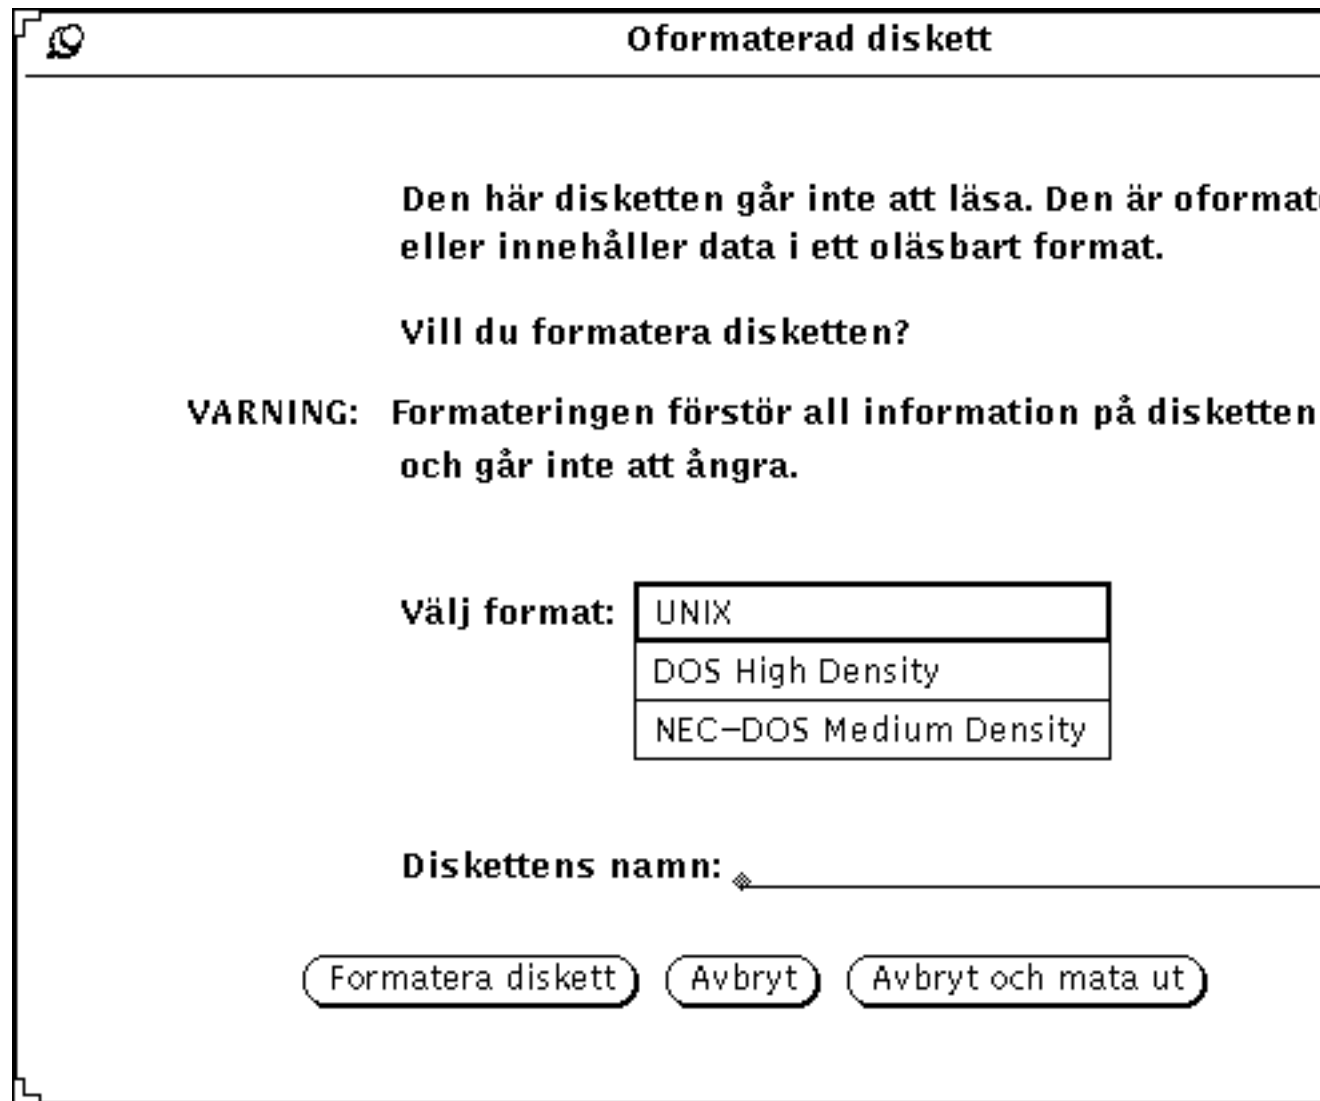 Oformaterad diskett
Den här disketten går inte att läsa. Den är
eller innehåller data i ett oläsbart format.
Vill du formatera disketten?
VARNING: Formateringen förstör all information på disketten
och går inte att ångra.
Välj format: UNIX
DOS High Density
NEC-DOS Medium Density
Diskettens namn:
Formatera diskett Avbryt Avbryt och mata ut